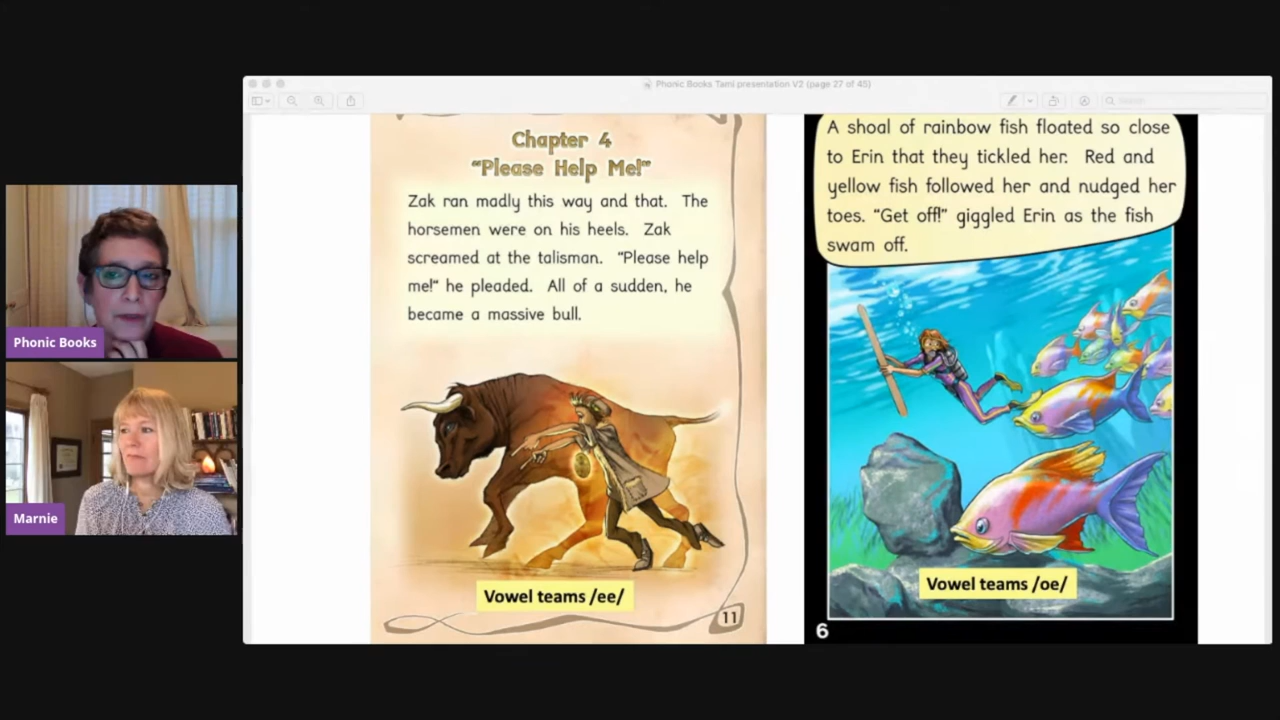 Phonic Books Tami presentation V2 (page 27 of 45)
Search
Chapter 4
"Please Help Me!"
Zak ran madly this way and that. The
horsemen were on his heels. Zak
screamed at the talisman. "Please help
me!" he pleaded. All of a sudden, he
became a massive bull.
Vowel teams /ee/
11
A shoal of rainbow fish floated so close
to Erin that they tickled her. Red and
yellow fish followed her and nudged her
toes. "Get off!" giggled Erin as the fish
swam off.
Vowel teams /oe/
6
Phonic Books
Marnie